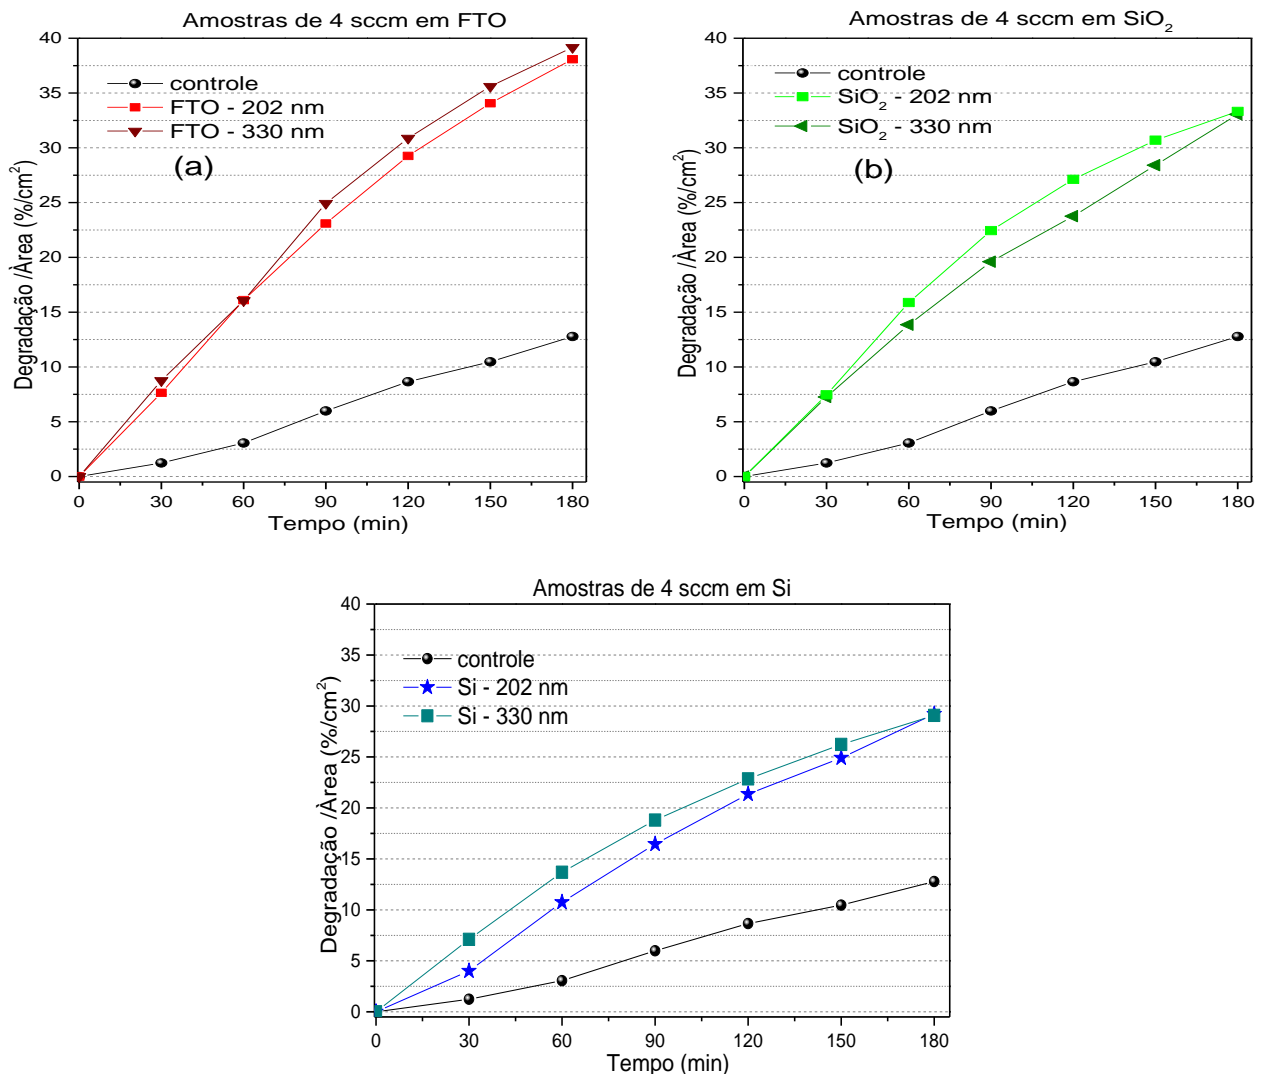 Amostras de 4 sccm em FTO
40
35
30
25
20
15
10
5
0
Degradação /Àrea (%/cm²)
controle
FTO - 202 nm
FTO - 330 nm
(a)
0 30 60 90 120 150 180
Tempo (min)
Amostras de 4 sccm em SiO₂
40
35
30
25
20
15
10
5
0
Degradação /Àrea (%/cm²)
controle
SiO₂ - 202 nm
SiO₂ - 330 nm
(b)
0 30 60 90 120 150 180
Tempo (min)
Amostras de 4 sccm em Si
40
35
30
25
20
15
10
5
0
Degradação /Àrea (%/cm²)
controle
Si - 202 nm
Si - 330 nm
0 30 60 90 120 150 180
Tempo (min)